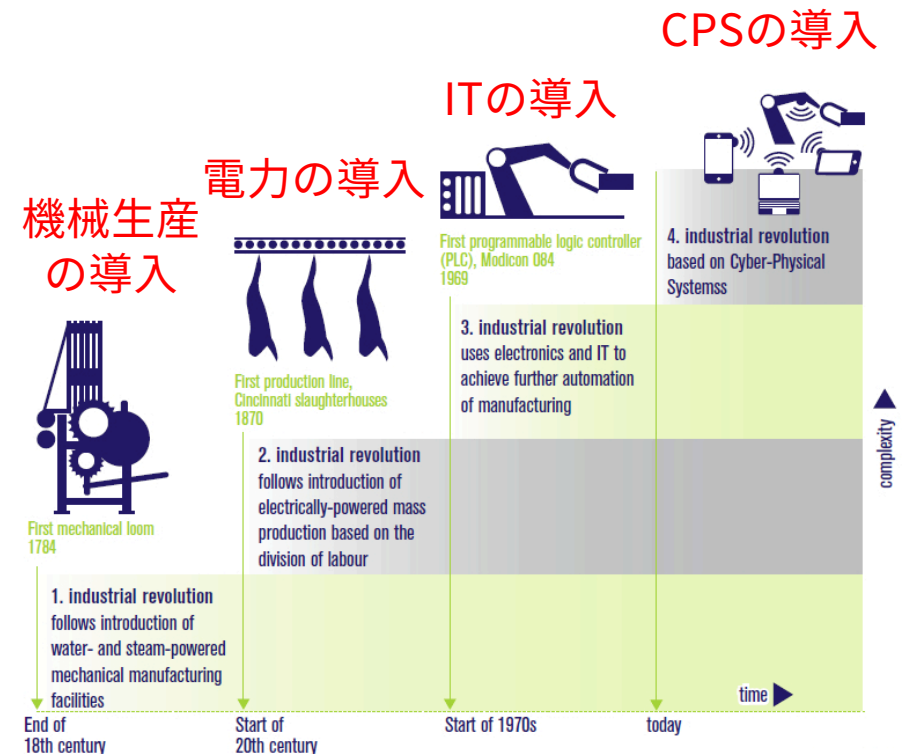 CPSの導入
ITの導入
電力の導入
機械生産
の導入
First mechanical loom
1784
First production line,
Cincinnati slaughterhouses
1870
First programmable logic controller
(PLC), Modicon 084
1969
4. industrial revolution
based on Cyber-Physical
Systemss
3. industrial revolution
uses electronics and IT to
achieve further automation
of manufacturing
2. industrial revolution
follows introduction of
electrically-powered mass
production based on the
division of labour
1. industrial revolution
follows introduction of
water- and steam-powered
mechanical manufacturing
facilities
complexity
time
End of
18th century
Start of
20th century
Start of 1970s
today